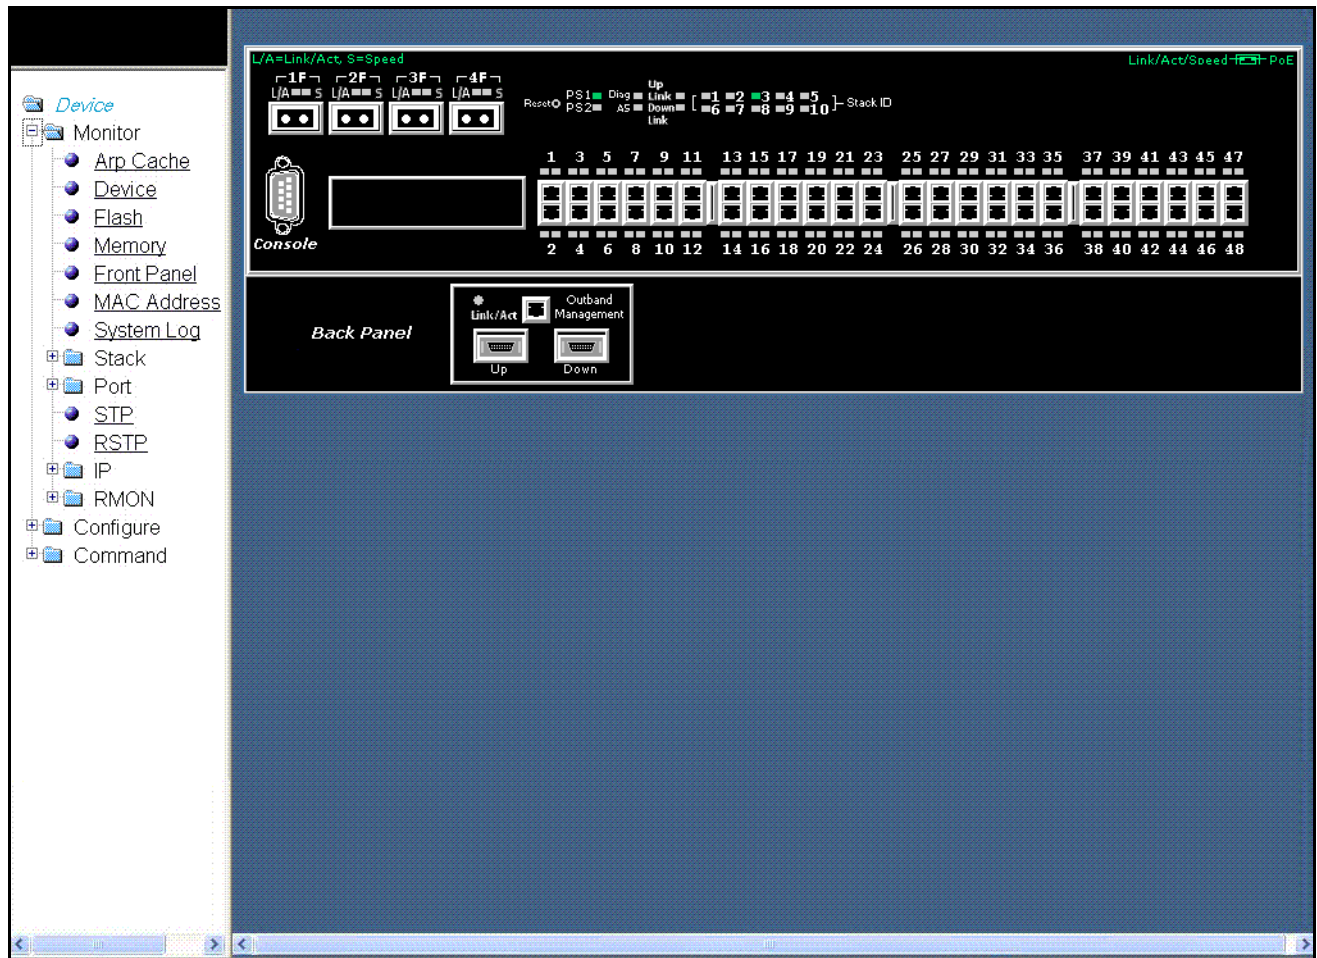 Device
Monitor
Arp Cache
Device
Flash
Memory
Front Panel
MAC Address
System Log
Stack
Port
STP
RSTP
IP
RMON
Configure
Command
L/A=Link/Act, S=Speed
Link/Act/Speed PoE
1F 2F 3F 4F
L/A S L/A S L/A S L/A S
Reset PS1 Diag Up Link 1 2 3 4 5
PS2 AS Down Link 6 7 8 9 10 Stack ID
1 3 5 7 9 11 13 15 17 19 21 23 25 27 29 31 33 35 37 39 41 43 45 47
Console
2 4 6 8 10 12 14 16 18 20 22 24 26 28 30 32 34 36 38 40 42 44 46 48
Back Panel
Link/Act
Outband
Management
Up Down